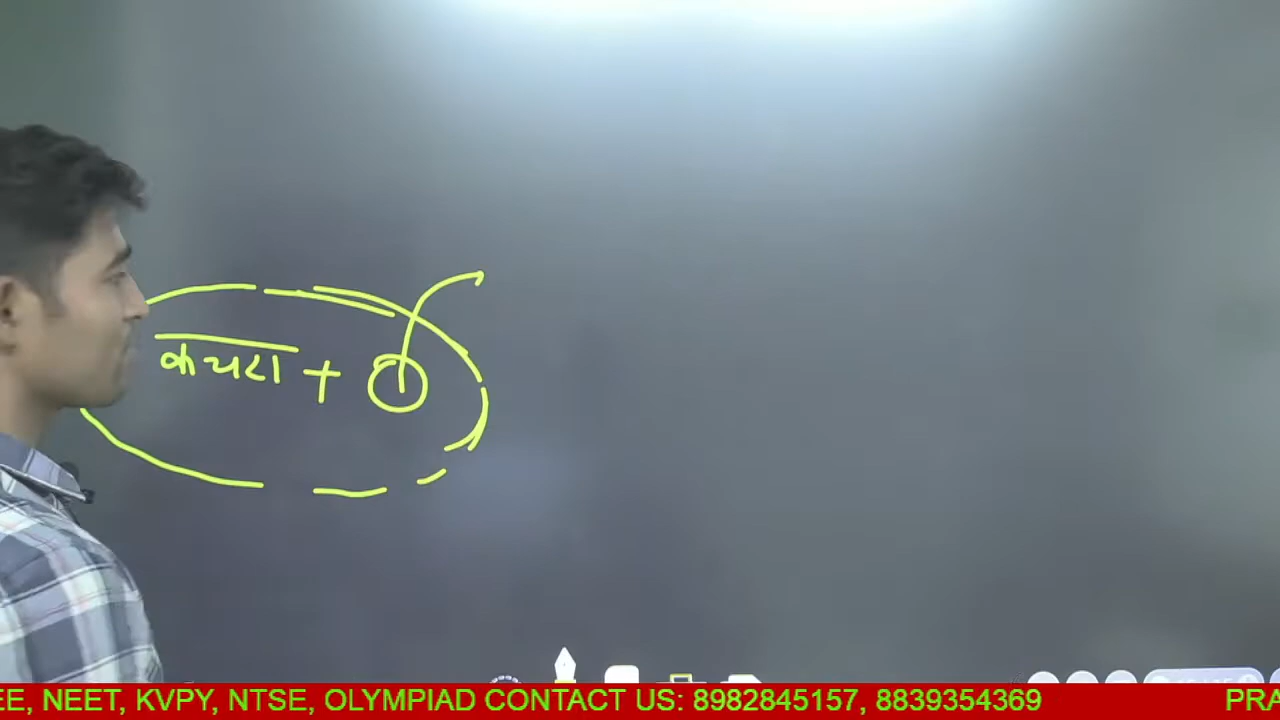 कचरा +
EE, NEET, KVPY, NTSE, OLYMPIAD CONTACT US: 8982845157, 8839354369 PRA